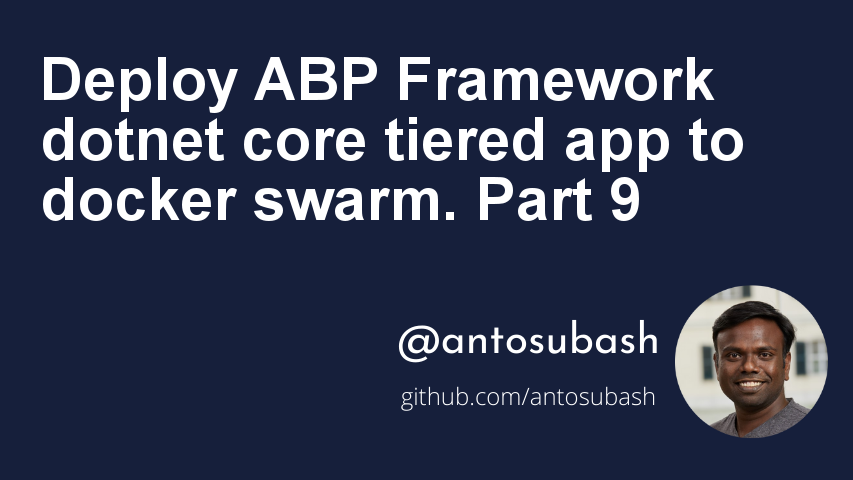 Deploy ABP Framework
dotnet core tiered app to
docker swarm. Part 9
@antosubash
github.com/antosubash